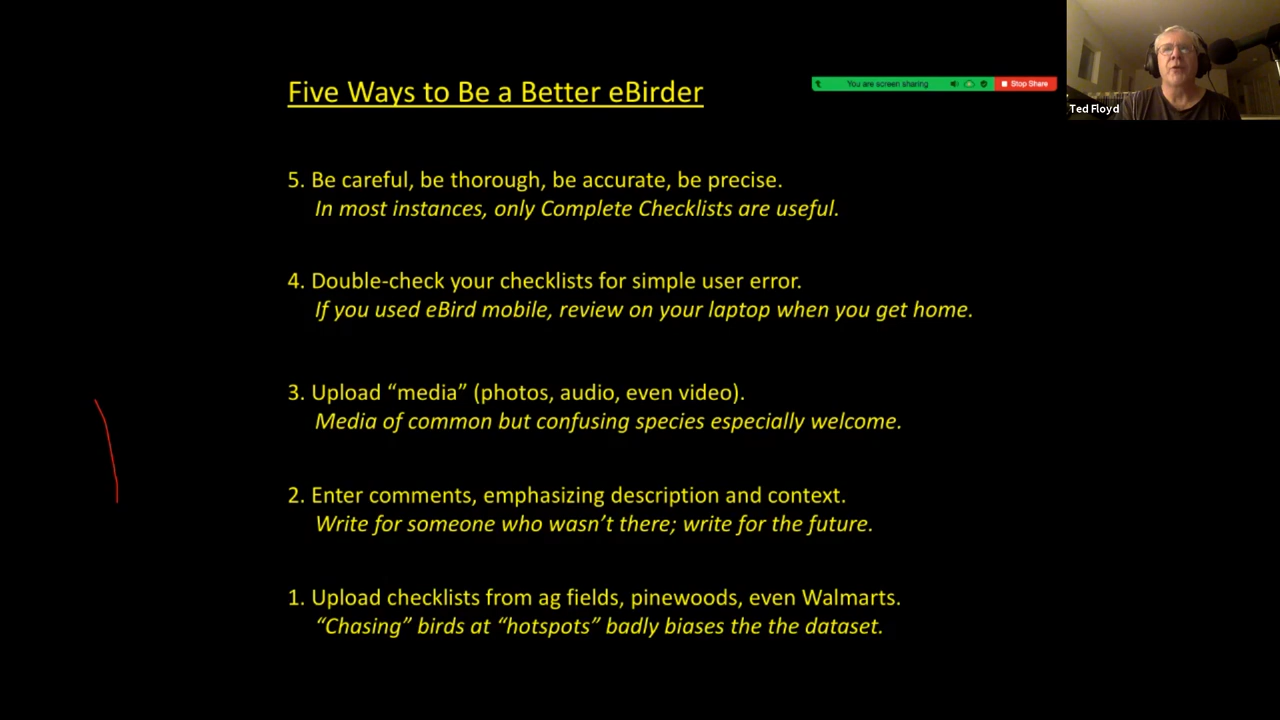 Five Ways to Be a Better eBirder
You are screen sharing
Stop Share
Ted Floyd
5. Be careful, be thorough, be accurate, be precise.
In most instances, only Complete Checklists are useful.
4. Double-check your checklists for simple user error.
If you used eBird mobile, review on your laptop when you get home.
3. Upload “media” (photos, audio, even video).
Media of common but confusing species especially welcome.
2. Enter comments, emphasizing description and context.
Write for someone who wasn’t there; write for the future.
1. Upload checklists from ag fields, pinewoods, even Walmarts.
“Chasing” birds at “hotspots” badly biases the the dataset.